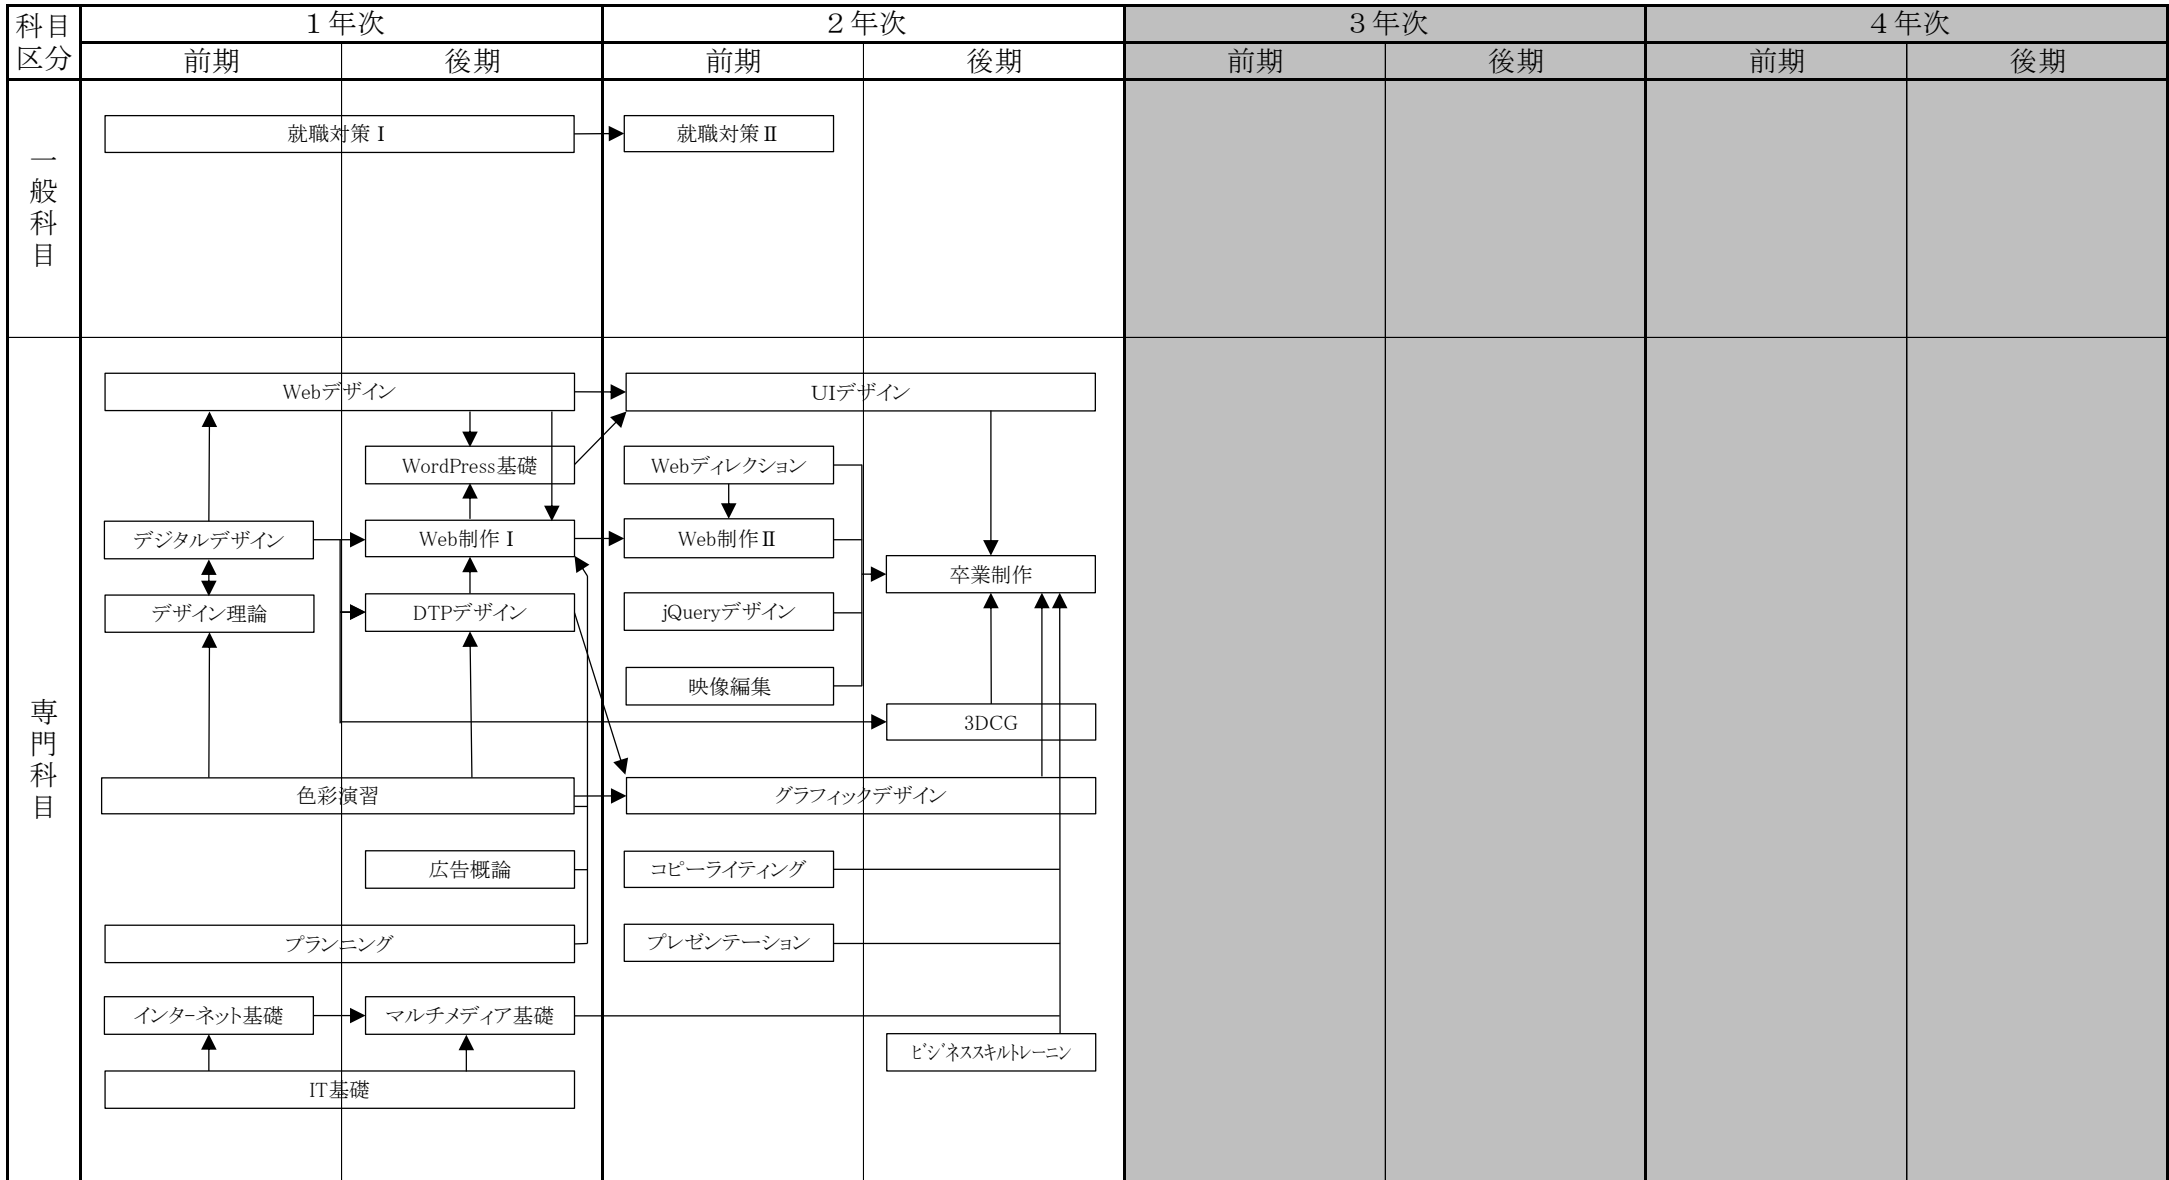 科目
区分
１年次
２年次
３年次
４年次
前期
後期
前期
後期
前期
後期
前期
後期
一般科目
就職対策Ⅰ
就職対策Ⅱ
専門科目
Webデザイン
UIデザイン
WordPress基礎
Webディレクション
デジタルデザイン
Web制作Ⅰ
Web制作Ⅱ
卒業制作
デザイン理論
DTPデザイン
jQueryデザイン
映像編集
3DCG
色彩演習
グラフィックデザイン
広告概論
コピーライティング
プランニング
プレゼンテーション
インターネット基礎
マルチメディア基礎
ビジネススキルトレーニン
IT基礎